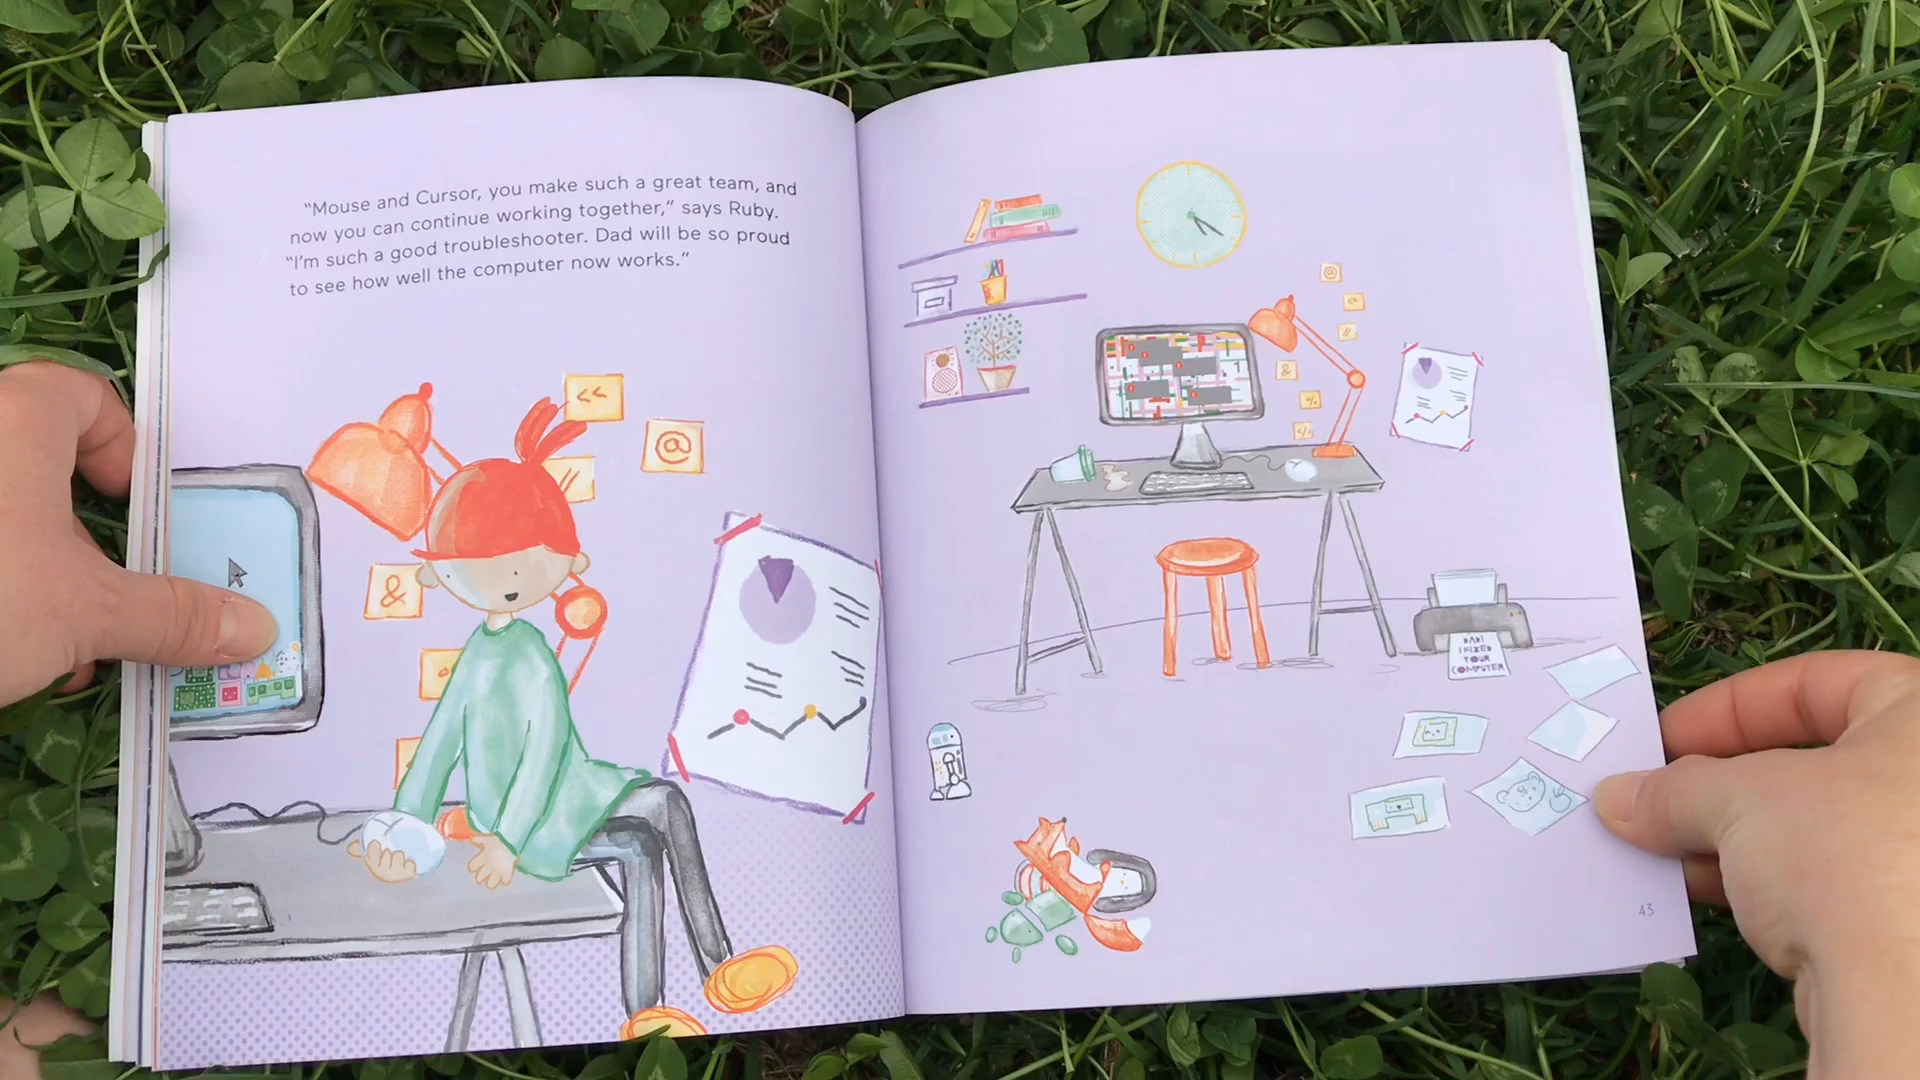 “Mouse and Cursor, you make such a great team, and
now you can continue working together,” says Ruby.
“I’m such a good troubleshooter. Dad will be so proud
to see how well the computer now works.”
<<
@
//
&
@
<<
//
&
%
</>
1
DAD!
I FIXED
YOUR
COMPUTER
43